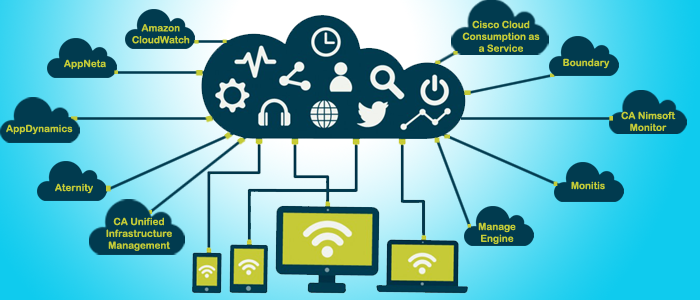 Amazon
CloudWatch
AppNeta
AppDynamics
Aternity
CA Unified
Infrastructure
Management
Cisco Cloud
Consumption as
a Service
Boundary
CA Nimsoft
Monitor
Monitis
Manage
Engine